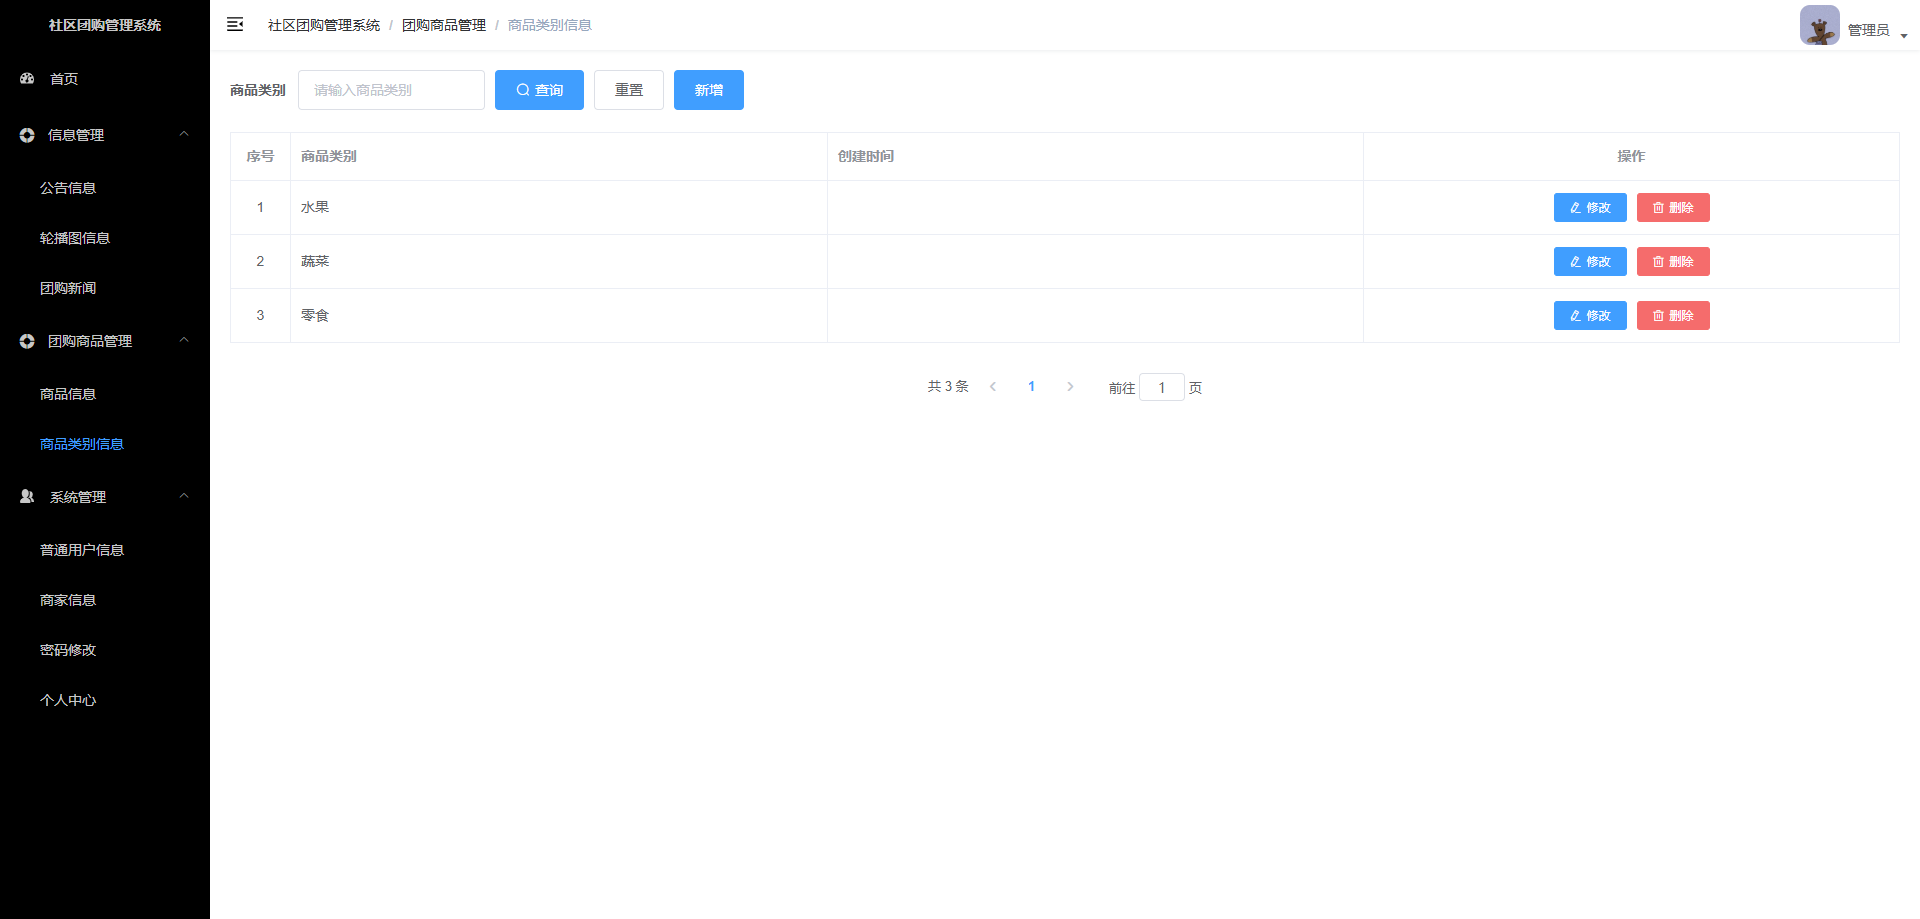 社区团购管理系统
首页
信息管理
公告信息
轮播图信息
团购新闻
团购商品管理
商品信息
商品类别信息
系统管理
普通用户信息
商家信息
密码修改
个人中心
社区团购管理系统 / 团购商品管理 / 商品类别信息
管理员
商品类别 请输入商品类别 查询 重置 新增
序号 商品类别 创建时间 操作
1 水果 修改 删除
2 蔬菜 修改 删除
3 零食 修改 删除
共 3 条 1 前往 1 页